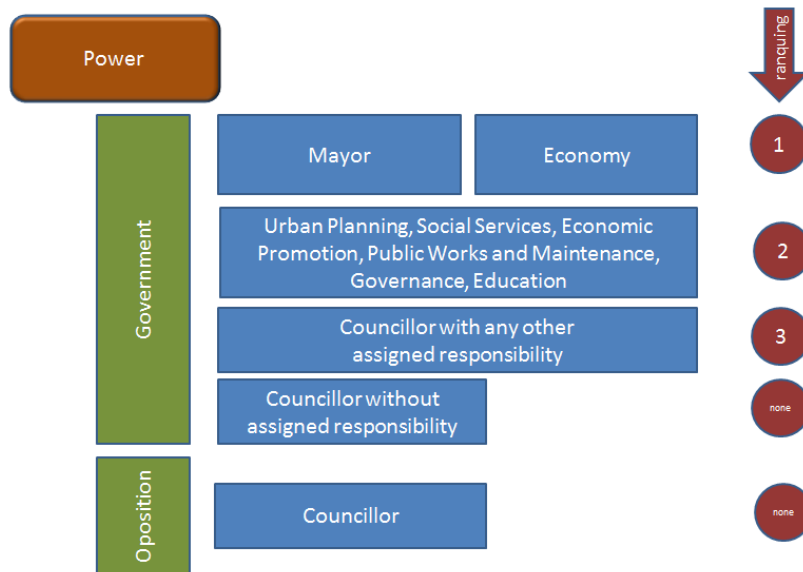 Power
ranquing
Government
Mayor
Economy
1
Urban Planning, Social Services, Economic
Promotion, Public Works and Maintenance,
Governance, Education
2
Councillor with any other
assigned responsibility
3
Councillor without
assigned responsibility
none
Oposition
Councillor
none